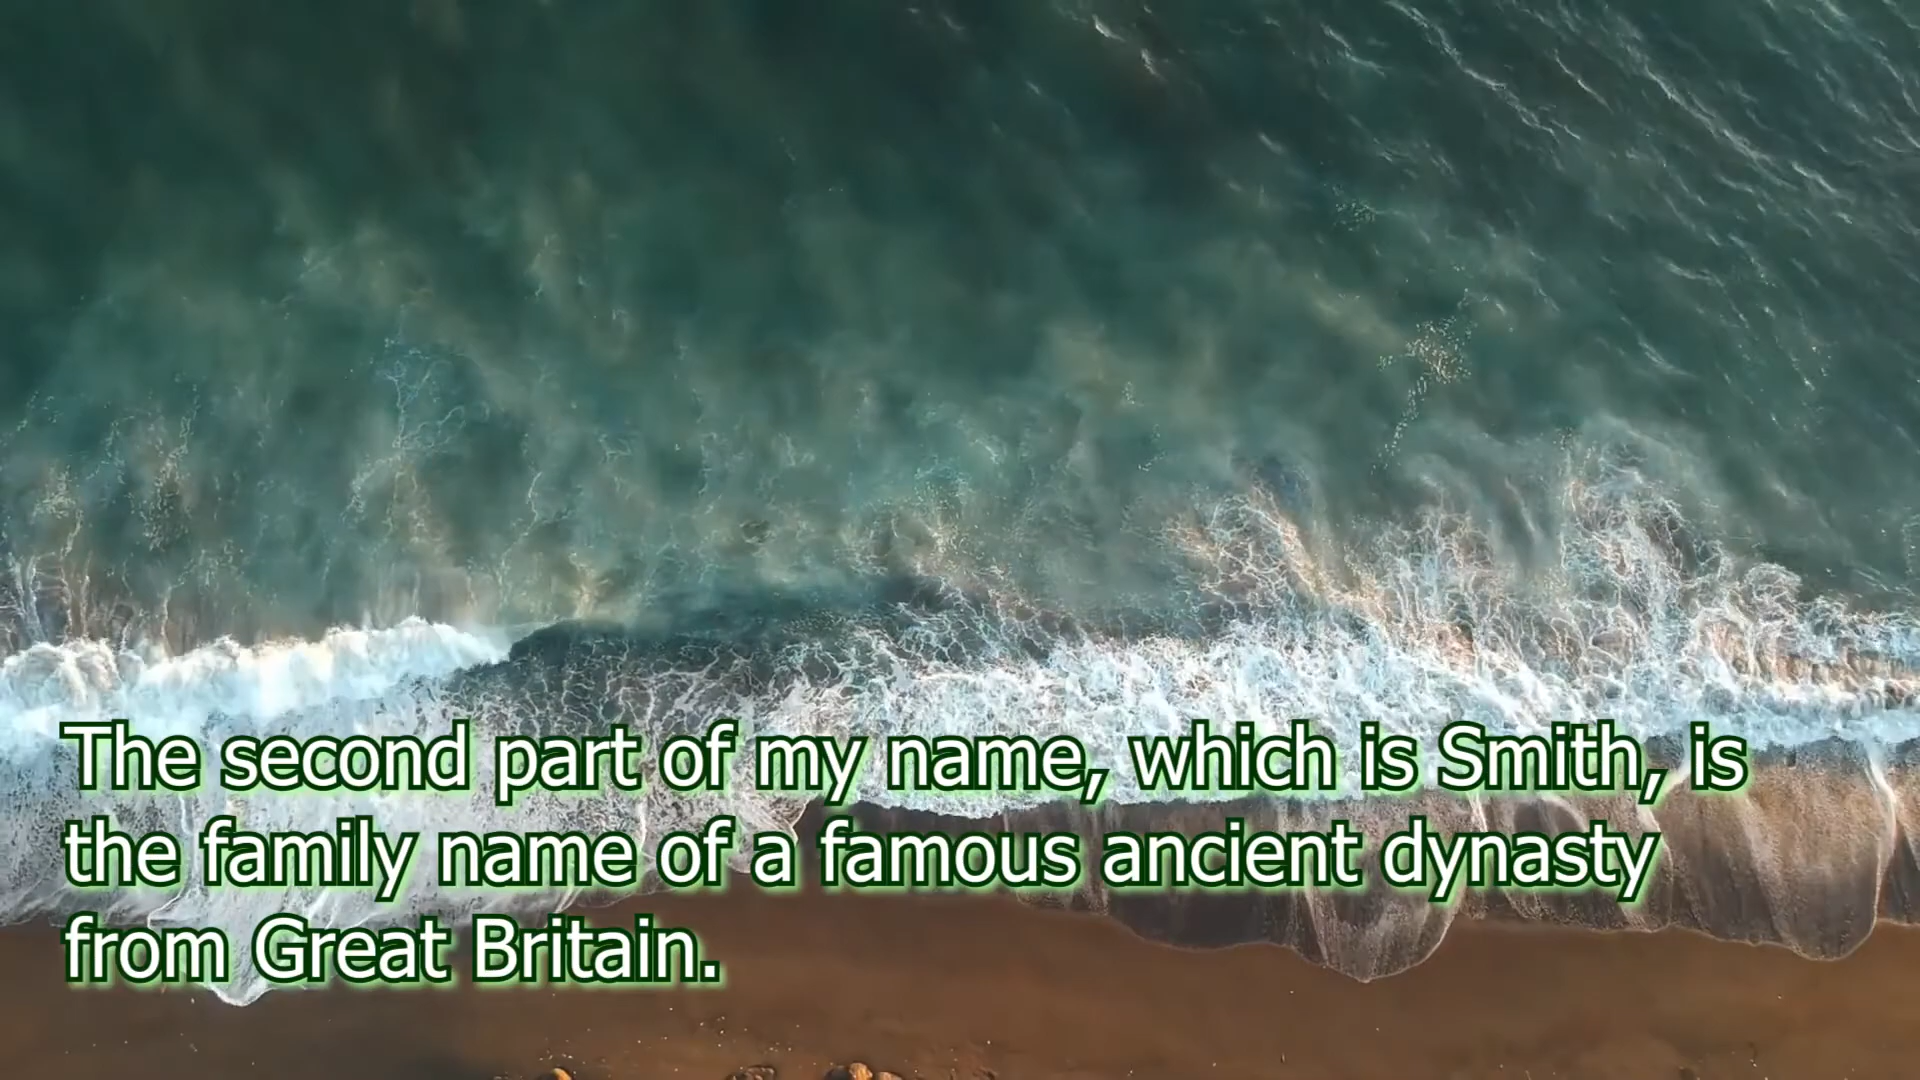 The second part of my name, which is Smith, is
the family name of a famous ancient dynasty
from Great Britain.